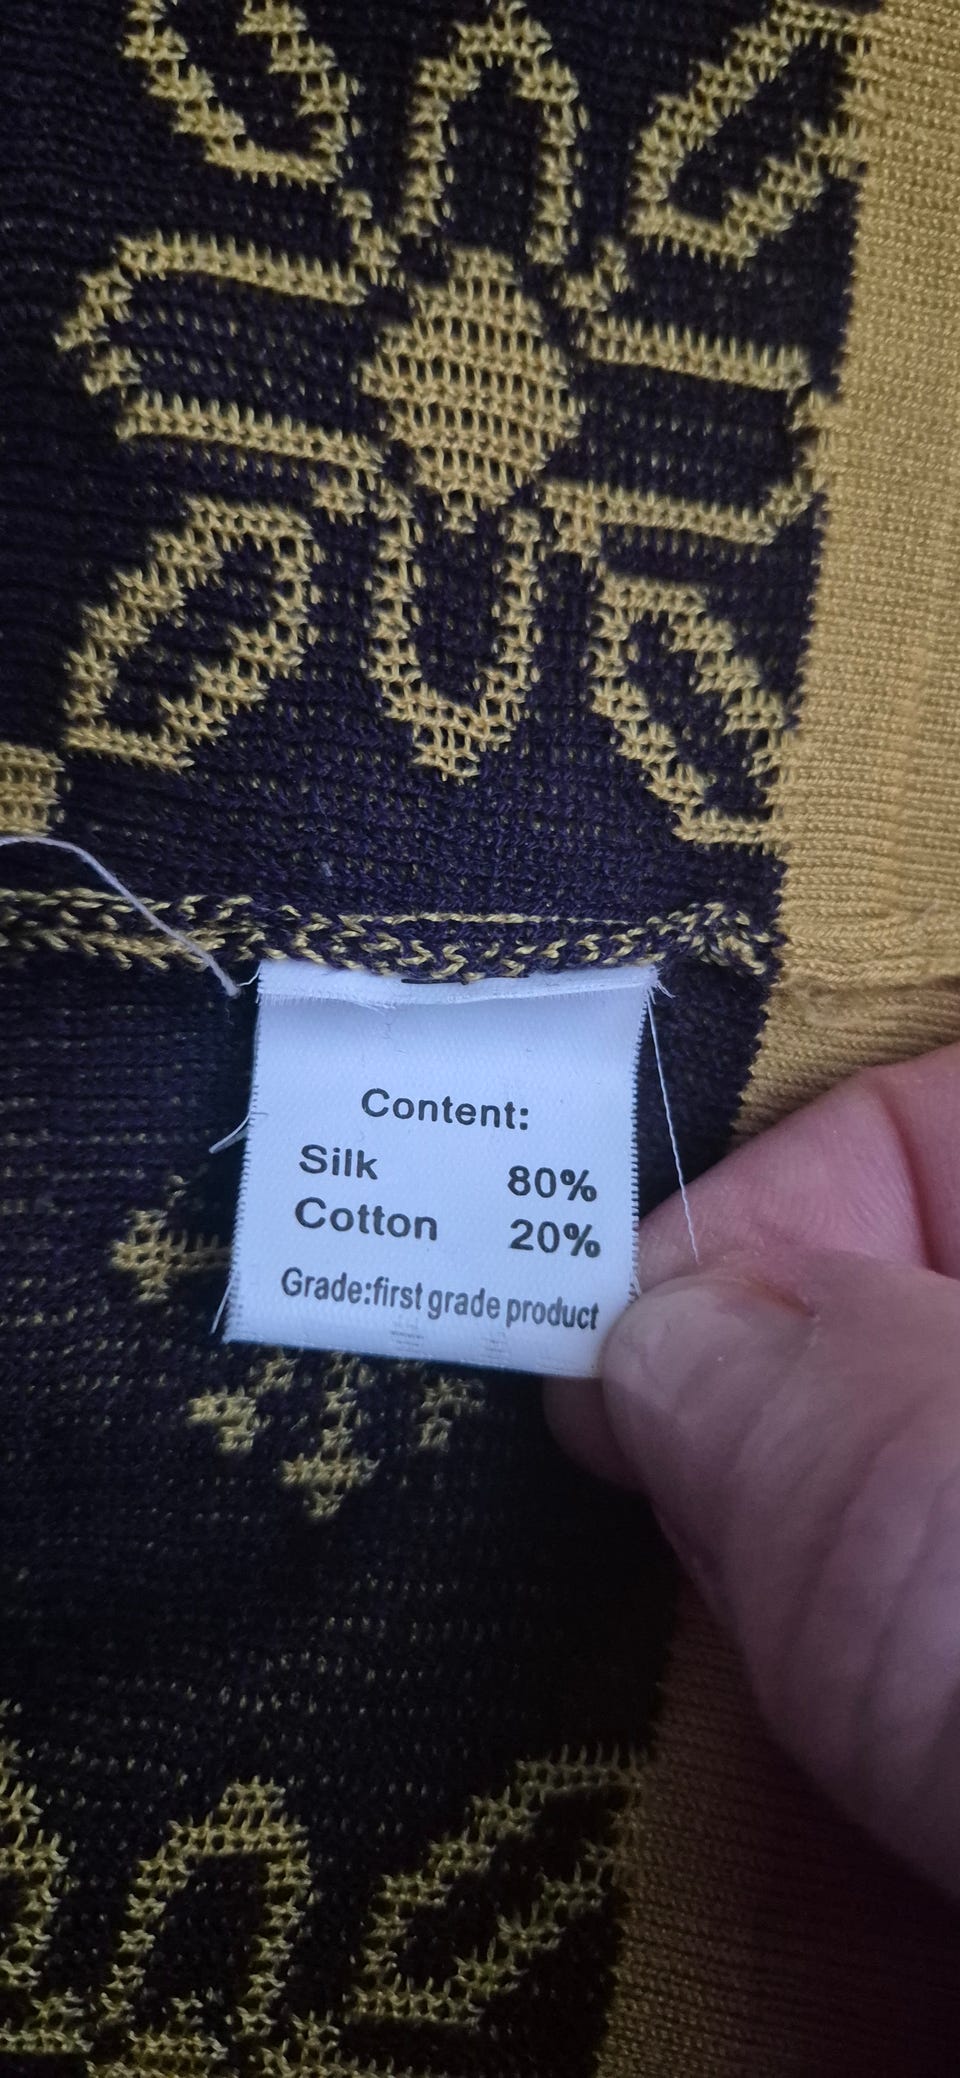 Content:
Silk 80%
Cotton 20%
Grade:first grade product